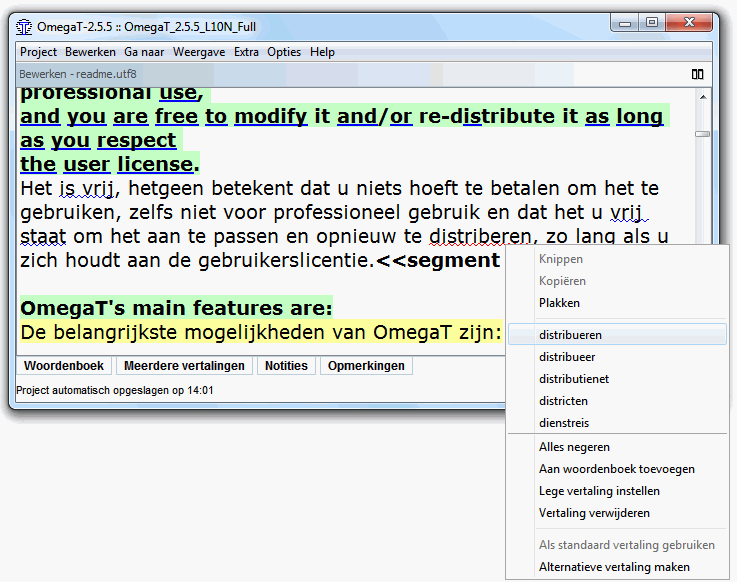 OmegaT-2.5.5 :: OmegaT_2.5.5_L10N_Full
Project Bewerken Ga naar Weergave Extra Opties Help
Bewerken - readme.utf8
professional use,
and you are free to modify it and/or re-distribute it as long
as you respect
the user license.
Het is vrij, hetgeen betekent dat u niets hoeft te betalen om het te
gebruiken, zelfs niet voor professioneel gebruik en dat het u vrij
staat om het aan te passen en opnieuw te distriberen, zo lang als u
zich houdt aan de gebruikerslicentie.<<segment
OmegaT's main features are:
De belangrijkste mogelijkheden van OmegaT zijn:
Woordenboek Meerdere vertalingen Notities Opmerkingen
Project automatisch opgeslagen op 14:01
Knippen
Kopiëren
Plakken
distribueren
distribueer
distributienet
districten
dienstreis
Alles negeren
Aan woordenboek toevoegen
Lege vertaling instellen
Vertaling verwijderen
Als standaard vertaling gebruiken
Alternatieve vertaling maken